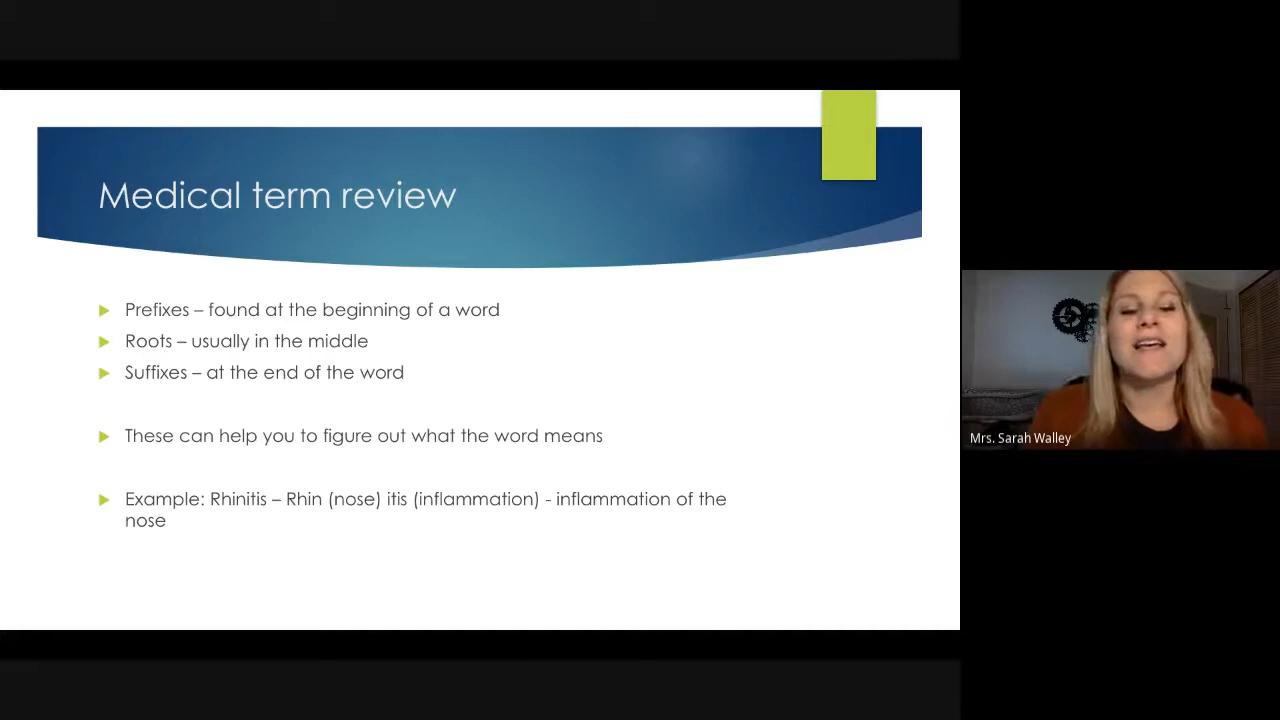 Medical term review
Prefixes – found at the beginning of a word
Roots – usually in the middle
Suffixes – at the end of the word
These can help you to figure out what the word means
Example: Rhinitis – Rhin (nose) itis (inflammation) - inflammation of the
nose
Mrs. Sarah Walley